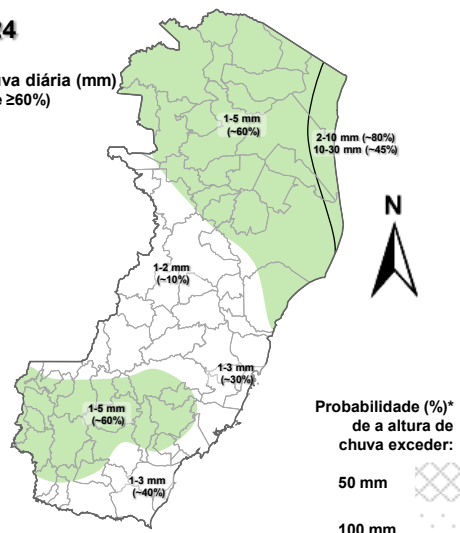 24
uva diária (mm)
e ≥60%)
1-5 mm
(~60%)
2-10 mm (~80%)
10-30 mm (~45%)
N
1-2 mm
(~10%)
1-3 mm
(~30%)
1-5 mm
(~60%)
1-3 mm
(~40%)
Probabilidade (%)*
de a altura de
chuva exceder:
50 mm
100 mm